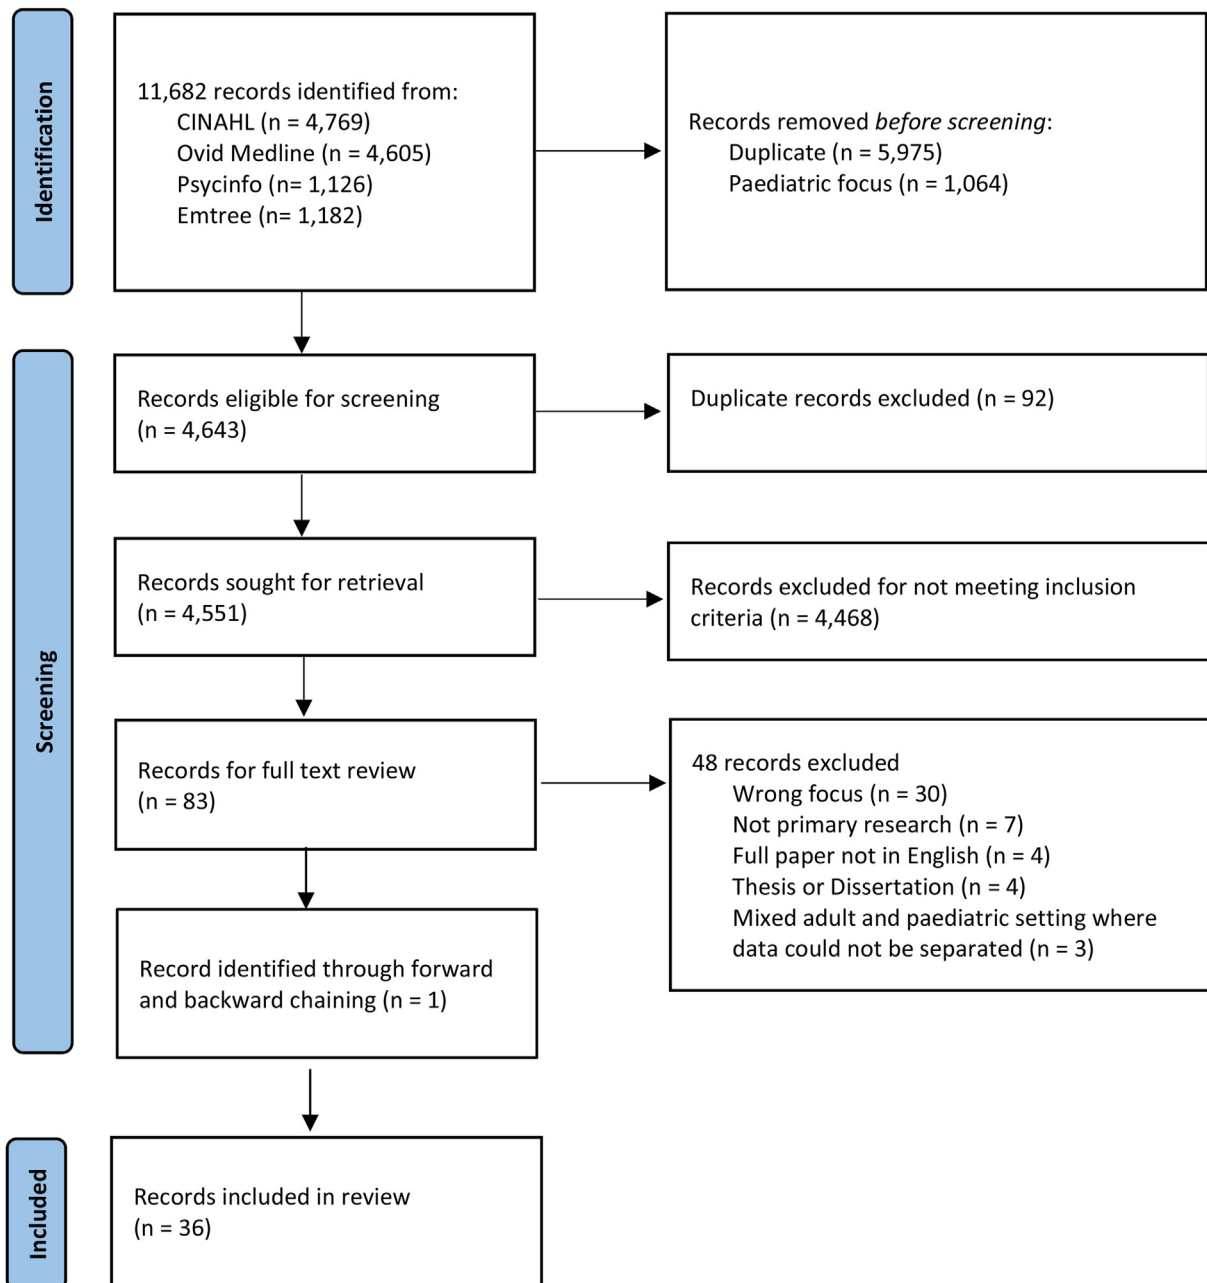 Identification
11,682 records identified from:
CINAHL (n = 4,769)
Ovid Medline (n = 4,605)
Psycinfo (n= 1,126)
Emtree (n= 1,182)
Records removed before screening:
Duplicate (n = 5,975)
Paediatric focus (n = 1,064)
Screening
Records eligible for screening
(n = 4,643)
Duplicate records excluded (n = 92)
Records sought for retrieval
(n = 4,551)
Records excluded for not meeting inclusion
criteria (n = 4,468)
Records for full text review
(n = 83)
48 records excluded
Wrong focus (n = 30)
Not primary research (n = 7)
Full paper not in English (n = 4)
Thesis or Dissertation (n = 4)
Mixed adult and paediatric setting where
data could not be separated (n = 3)
Record identified through forward
and backward chaining (n = 1)
Included
Records included in review
(n = 36)